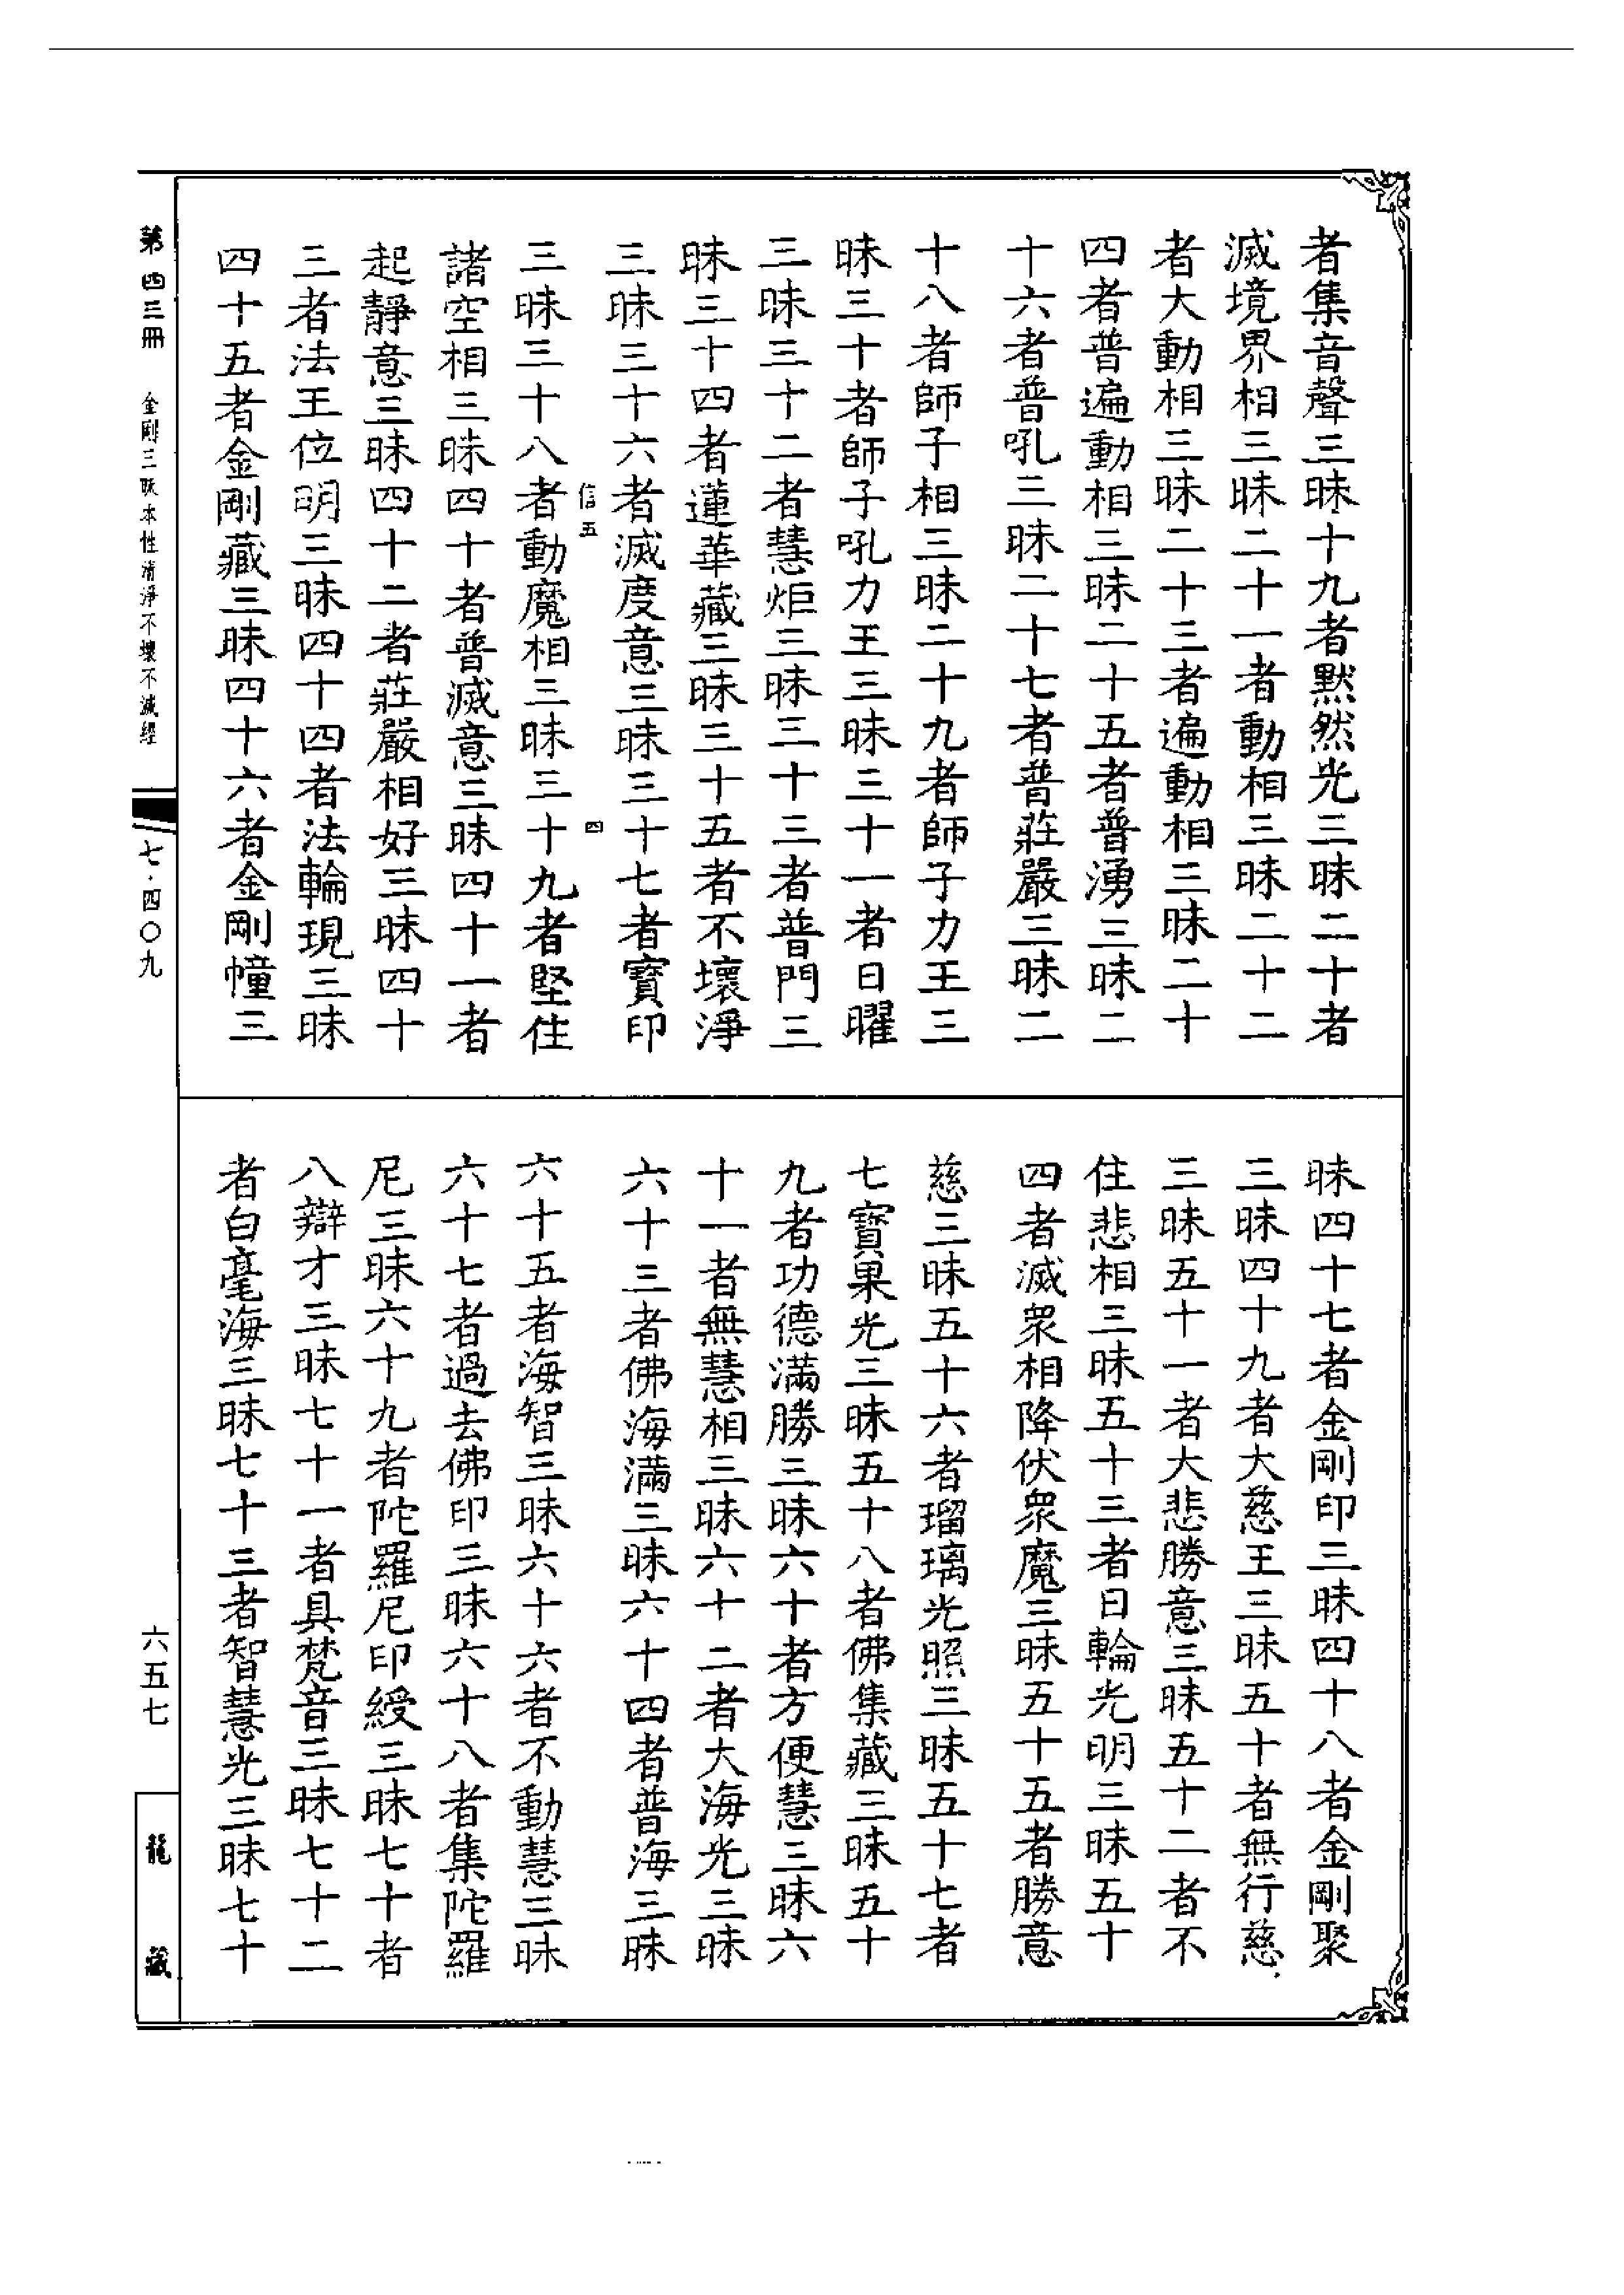 者集音聲三昧十九者默然光三昧二十者
滅境界相三昧二十一者動相三昧二十二
者大動相三昧二十三者遍動相三昧二十
四者普遍動相三昧二十五者普湧三昧二
十六者普吼三昧二十七者普莊嚴三昧二
十八者師子相三昧二十九者師子力王三
昧三十者師子吼力王三昧三十一者日曜
三昧三十二者慧炬三昧三十三者普門三
昧三十四者蓮華藏三昧三十五者不壞淨
三昧三十六者滅度意三昧三十七者寶印
信五
四
三昧三十八者動魔相三昧三十九者堅住
諸空相三昧四十者普滅意三昧四十一者
起靜意三昧四十二者莊嚴相好三昧四十
三者法王位明三昧四十四者法輪現三昧
四十五者金剛藏三昧四十六者金剛幢三
昧四十七者金剛印三昧四十八者金剛聚
三昧四十九者大慈王三昧五十者無行慈
三昧五十一者大悲勝意三昧五十二者不
住悲相三昧五十三者日輪光明三昧五十
四者滅衆相降伏衆魔三昧五十五者勝意
慈三昧五十六者瑠璃光照三昧五十七者
七寶果光三昧五十八者佛集藏三昧五十
九者功德滿勝三昧六十者方便慧三昧六
十一者無慧相三昧六十二者大海光三昧
六十三者佛海滿三昧六十四者普海三昧
六十五者海智三昧六十六者不動慧三昧
六十七者過去佛印三昧六十八者集陀羅
尼三昧六十九者陀羅尼印綬三昧七十者
八辯才三昧七十一者具梵音三昧七十二
者白毫海三昧七十三者智慧光三昧七十
第四三冊 金剛三昧本性清淨不壞不滅經
七·四〇九
六五七
龍藏